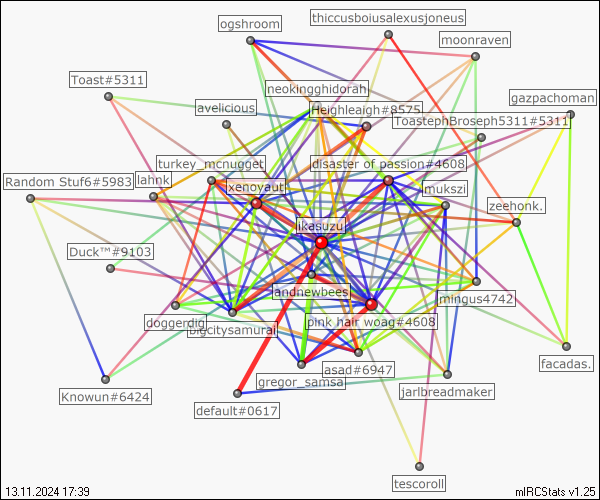 ogshroom
thiccusboiusalexusjoneus
moonraven
Toast#5311
neokingghidorah
avelicious
Heighleaigh#8575
gazpachoman
ToastephBroseph5311#5311
turkey_mcnugget
disaster of passion#4608
Random Stuf6#5983
lahnk
xenoyaut
mukszi
zeehonk.
ikasuzu
Duck™#9103
andnewbees
mingus4742
doggerdig
bigcitysamurai
pink hair woag#4608
facadas.
asad#6947
gregor_samsa
jarlbreadmaker
Knowun#6424
default#0617
tescoroll
13.11.2024 17:39
mIRCStats v1.25